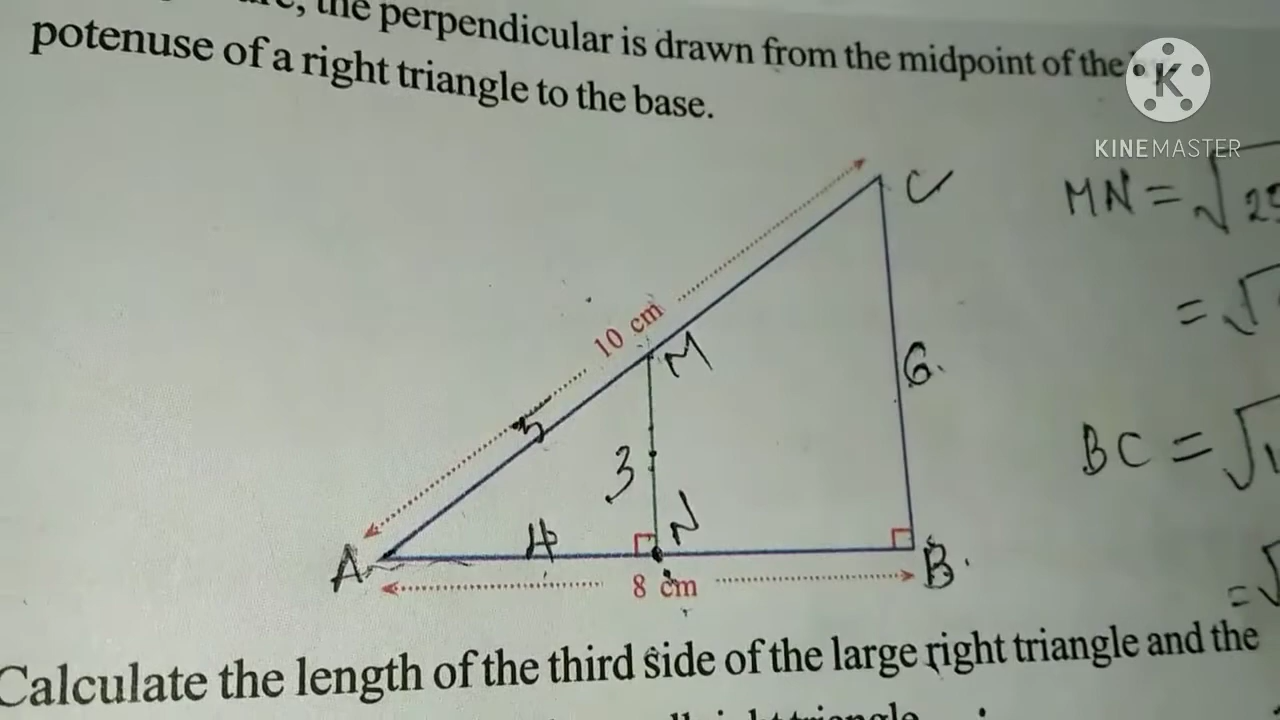 the perpendicular is drawn from the midpoint of the
potenuse of a right triangle to the base.
K
KINEMASTER
C
MN = √
= √
10 cm
M
5
6.
3
BC = √
N
4
A
B.
8 cm
= √
Calculate the length of the third side of the large right triangle and the